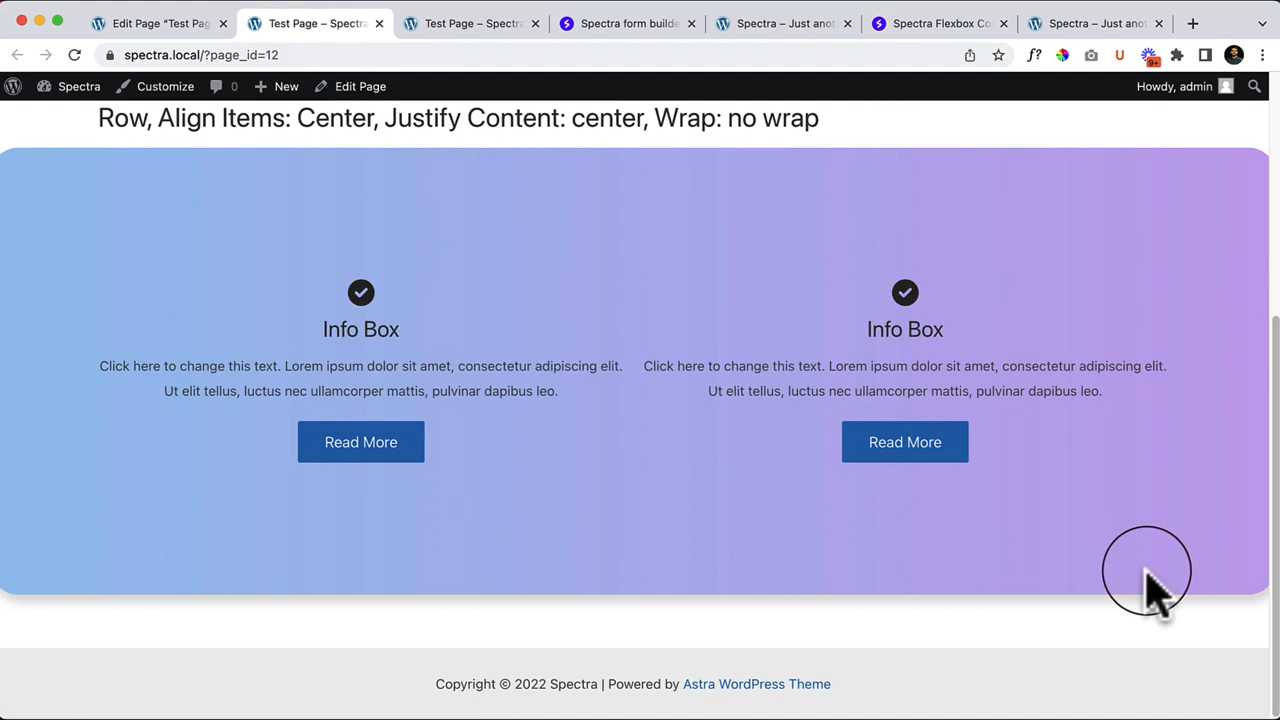 Edit Page "Test Pag
Test Page – Spectra
Test Page – Spectra
Spectra form builde
Spectra – Just anot
Spectra Flexbox Co
Spectra – Just anot
spectra.local/?page_id=12
f?
U
9+
Spectra
Customize
0
New
Edit Page
Howdy, admin
Row, Align Items: Center, Justify Content: center, Wrap: no wrap
Info Box
Click here to change this text. Lorem ipsum dolor sit amet, consectetur adipiscing elit.
Ut elit tellus, luctus nec ullamcorper mattis, pulvinar dapibus leo.
Read More
Info Box
Click here to change this text. Lorem ipsum dolor sit amet, consectetur adipiscing elit.
Ut elit tellus, luctus nec ullamcorper mattis, pulvinar dapibus leo.
Read More
Copyright © 2022 Spectra | Powered by Astra WordPress Theme